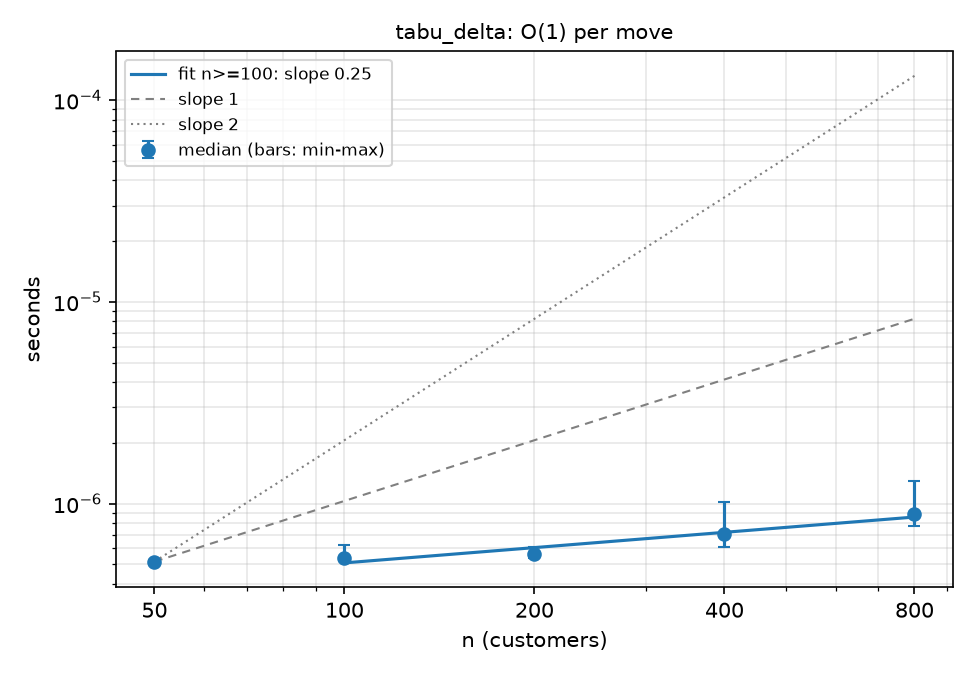 tabu_delta: O(1) per move
fit n>=100: slope 0.25
slope 1
slope 2
median (bars: min-max)
10⁻⁴
10⁻⁵
10⁻⁶
seconds
50 100 200 400 800
n (customers)